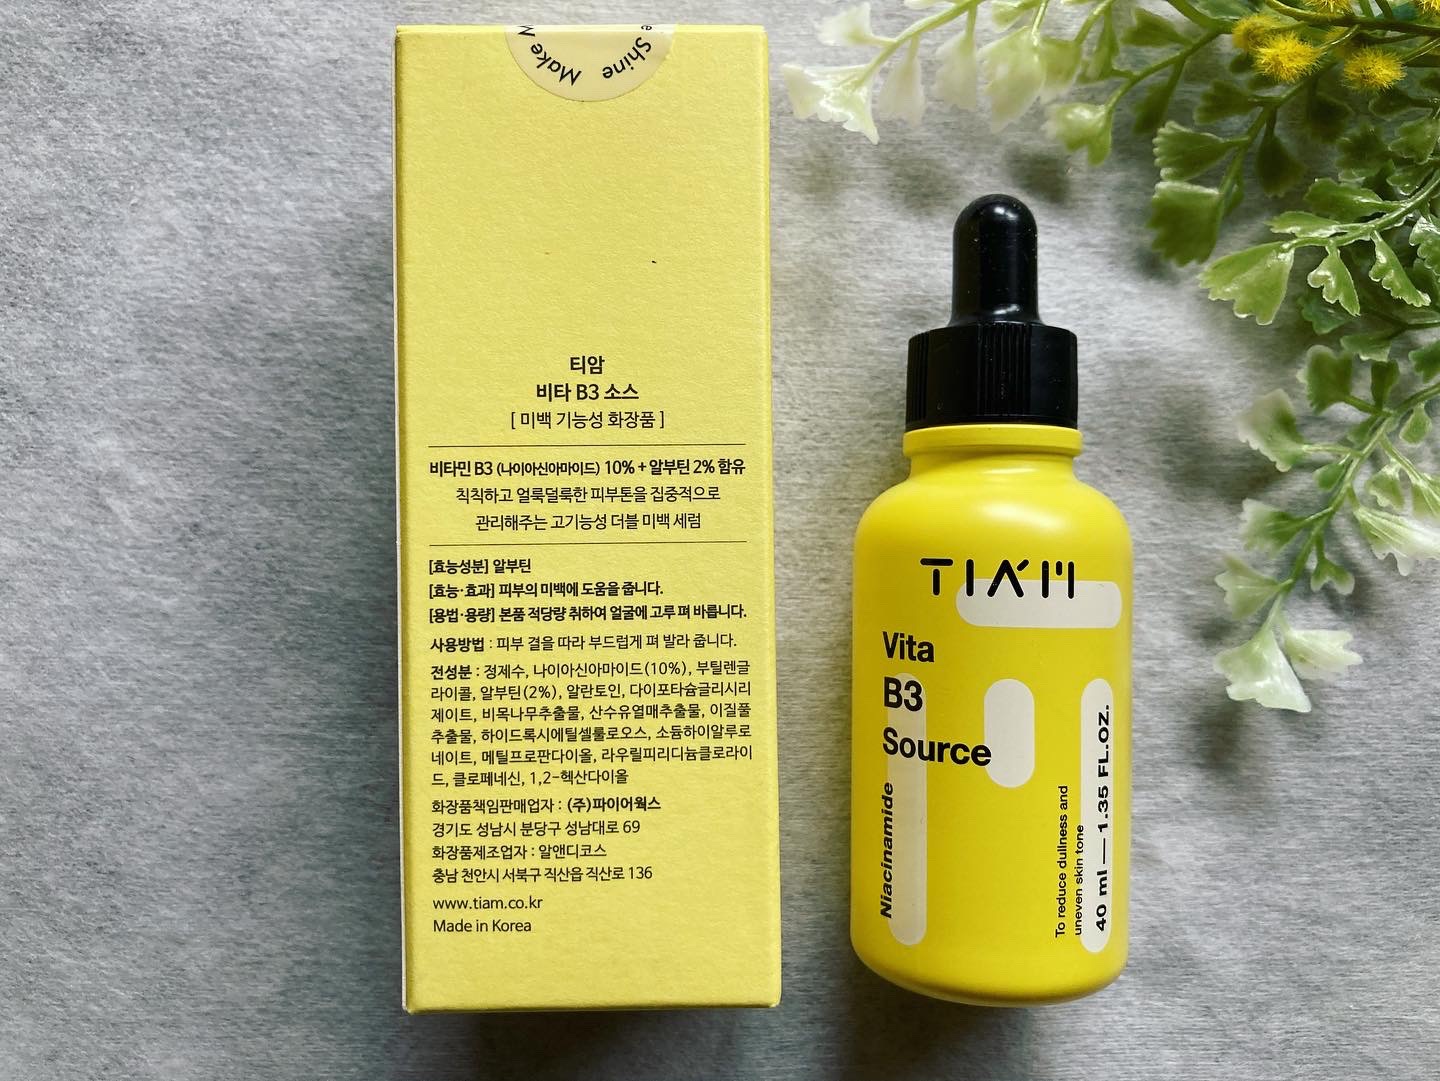 Make
Shine
티암
비타 B3 소스
[ 미백 기능성 화장품 ]
비타민 B3 (나이아신아마이드) 10% + 알부틴 2% 함유
칙칙하고 얼룩덜룩한 피부톤을 집중적으로
관리해주는 고기능성 더블 미백 세럼
[효능성분] 알부틴
[효능·효과] 피부의 미백에 도움을 줍니다.
[용법·용량] 본품 적당량 취하여 얼굴에 고루 펴 바릅니다.
사용방법 : 피부 결을 따라 부드럽게 펴 발라 줍니다.
전성분 : 정제수, 나이아신아마이드(10%), 부틸렌글
라이콜, 알부틴(2%), 알란토인, 다이포타슘글리시리
제이트, 비목나무추출물, 산수유열매추출물, 이질풀
추출물, 하이드록시에틸셀룰로오스, 소듐하이알루로
네이트, 메틸프로판다이올, 라우릴피리디늄클로라이
드, 클로페네신, 1,2-헥산다이올
화장품책임판매업자 : (주)파이어웍스
경기도 성남시 분당구 성남대로 69
화장품제조업자 : 알앤디코스
충남 천안시 서북구 직산읍 직산로 136
www.tiam.co.kr
Made in Korea
TIAM
Vita
B3
Source
Niacinamide
To reduce dullness and
uneven skin tone
40 ml — 1.35 FL.OZ.